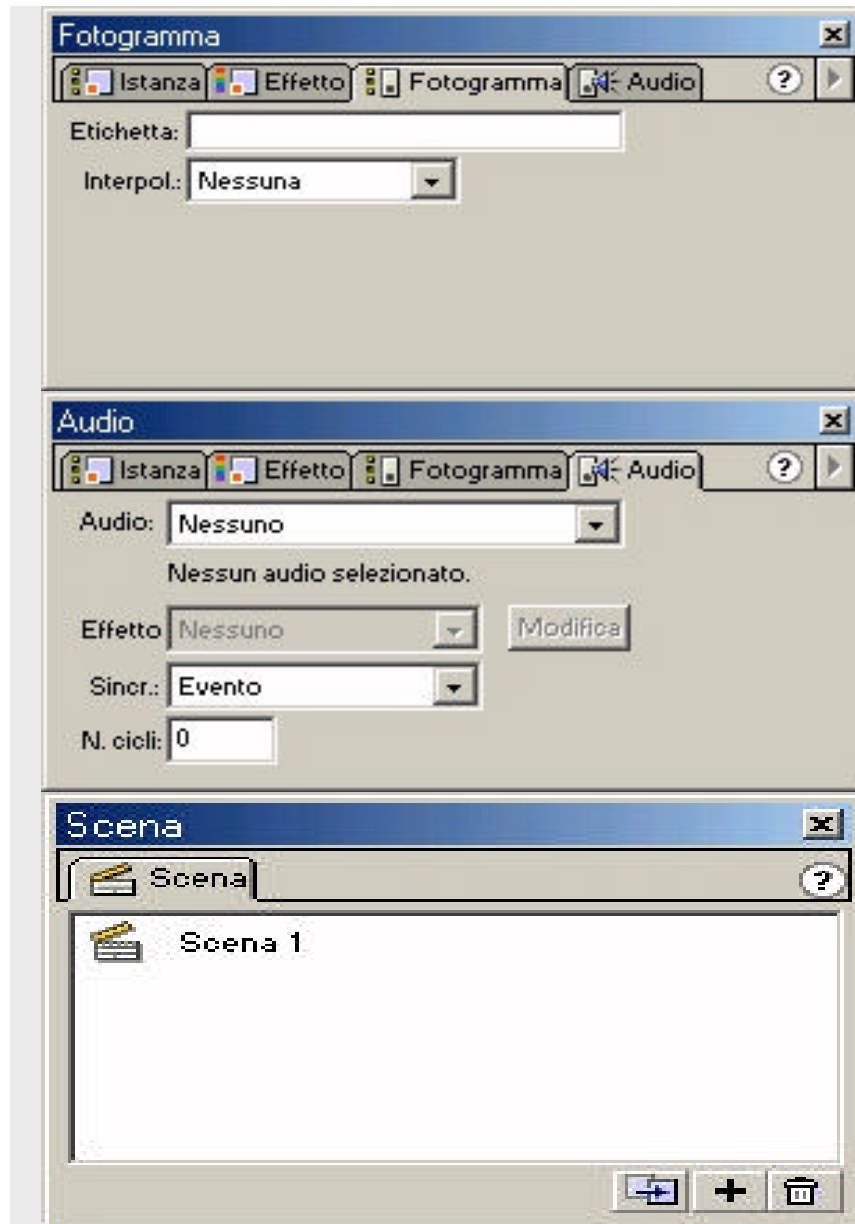 Fotogramma
Istanza Effetto Fotogramma Audio ?
Etichetta:
Interpol.: Nessuna
Audio
Istanza Effetto Fotogramma Audio ?
Audio: Nessuno
Nessun audio selezionato.
Effetto Nessuno Modifica
Sincr.: Evento
N. cicli: 0
Scena
Scena ?
Scena 1